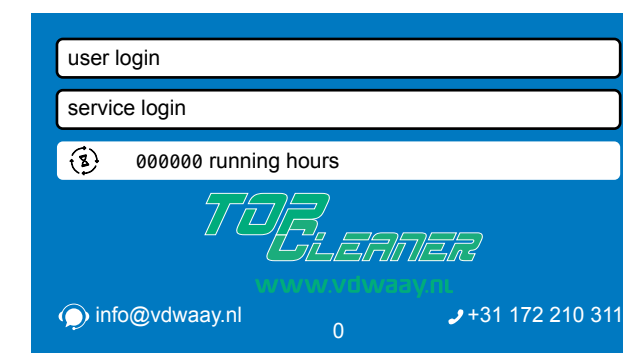 user login
service login
000000 running hours
TOP
CLEANER
www.vdwaay.nl
info@vdwaay.nl
0
+31 172 210 311